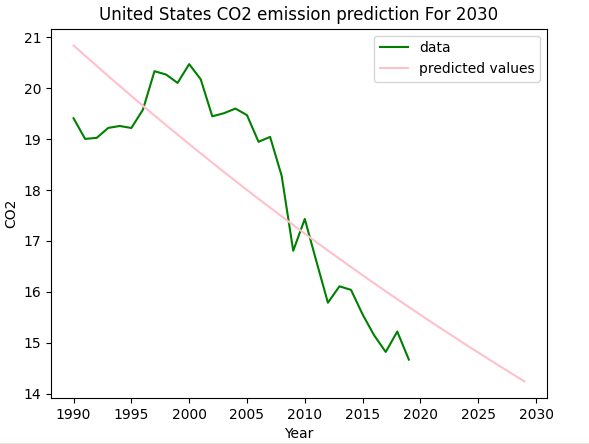 United States CO2 emission prediction For 2030
data
predicted values
CO2
21
20
19
18
17
16
15
14
1990 1995 2000 2005 2010 2015 2020 2025 2030
Year